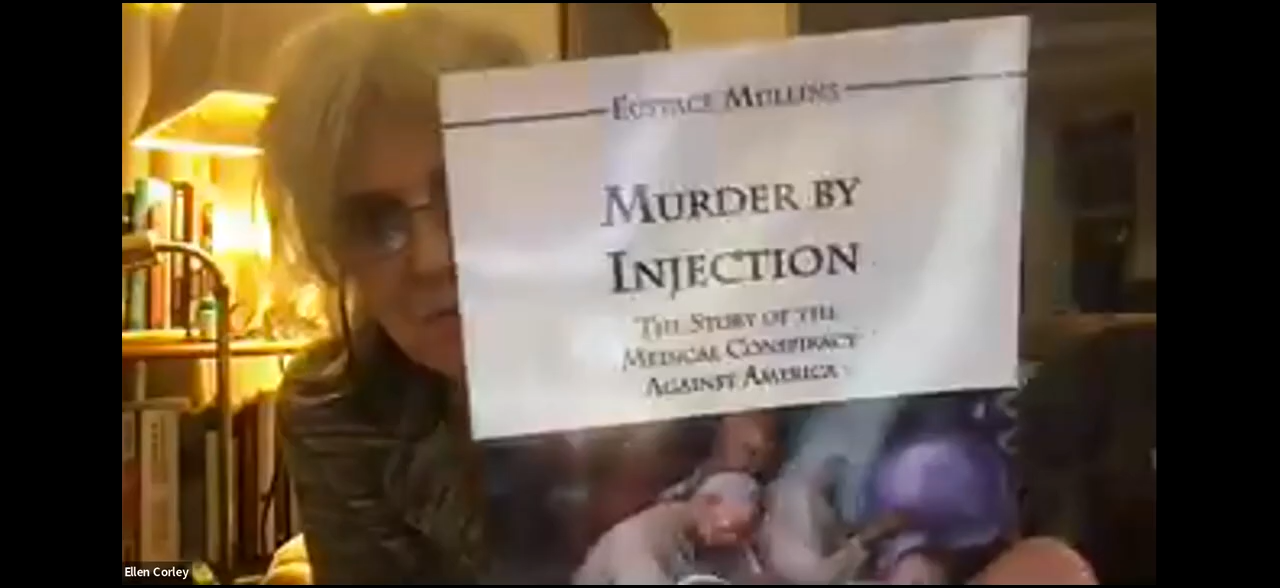 EUSTACE MULLINS
MURDER BY
INJECTION
THE STORY OF THE
MEDICAL CONSPIRACY
AGAINST AMERICA
Ellen Corley